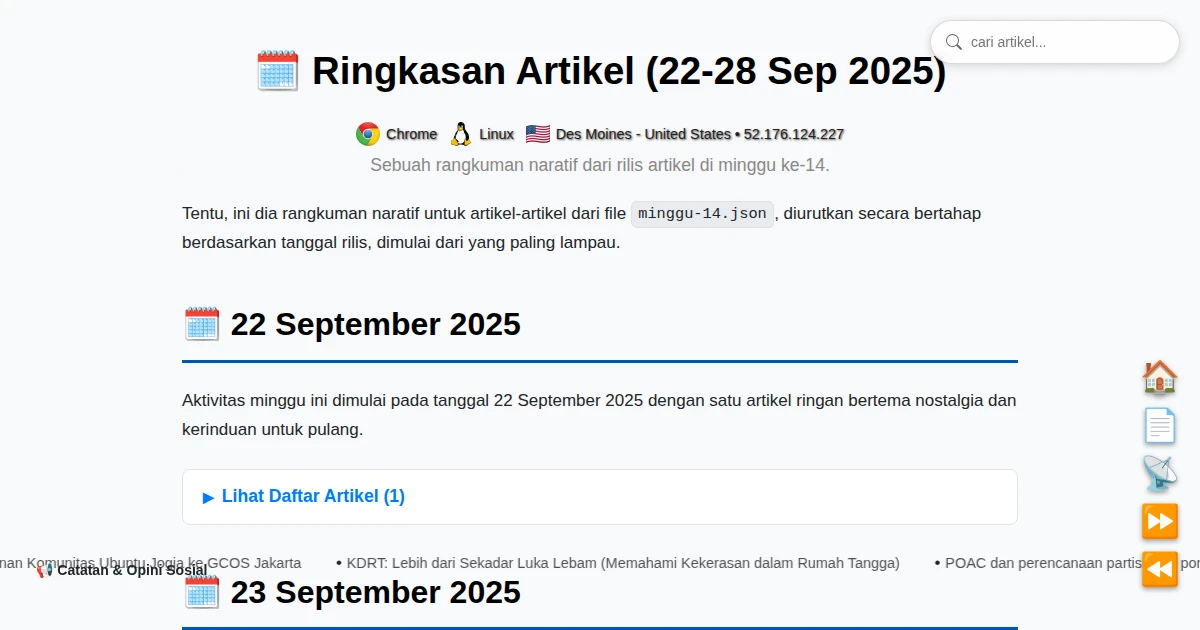 cari artikel...
🗓️ Ringkasan Artikel (22-28 Sep 2025)
Chrome Linux Des Moines - United States • 52.176.124.227
Sebuah rangkuman naratif dari rilis artikel di minggu ke-14.
Tentu, ini dia rangkuman naratif untuk artikel-artikel dari file minggu-14.json, diurutkan secara bertahap
berdasarkan tanggal rilis, dimulai dari yang paling lampau.
🗓️ 22 September 2025
Aktivitas minggu ini dimulai pada tanggal 22 September 2025 dengan satu artikel ringan bertema nostalgia dan
kerinduan untuk pulang.
▶ Lihat Daftar Artikel (1)
nan Komunitas Ubuntu Jogja ke GCOS Jakarta • KDRT: Lebih dari Sekadar Luka Lebam (Memahami Kekerasan dalam Rumah Tangga) • POAC dan perencanaan partis
📢 Catatan & Opini Sosial
🗓️ 23 September 2025